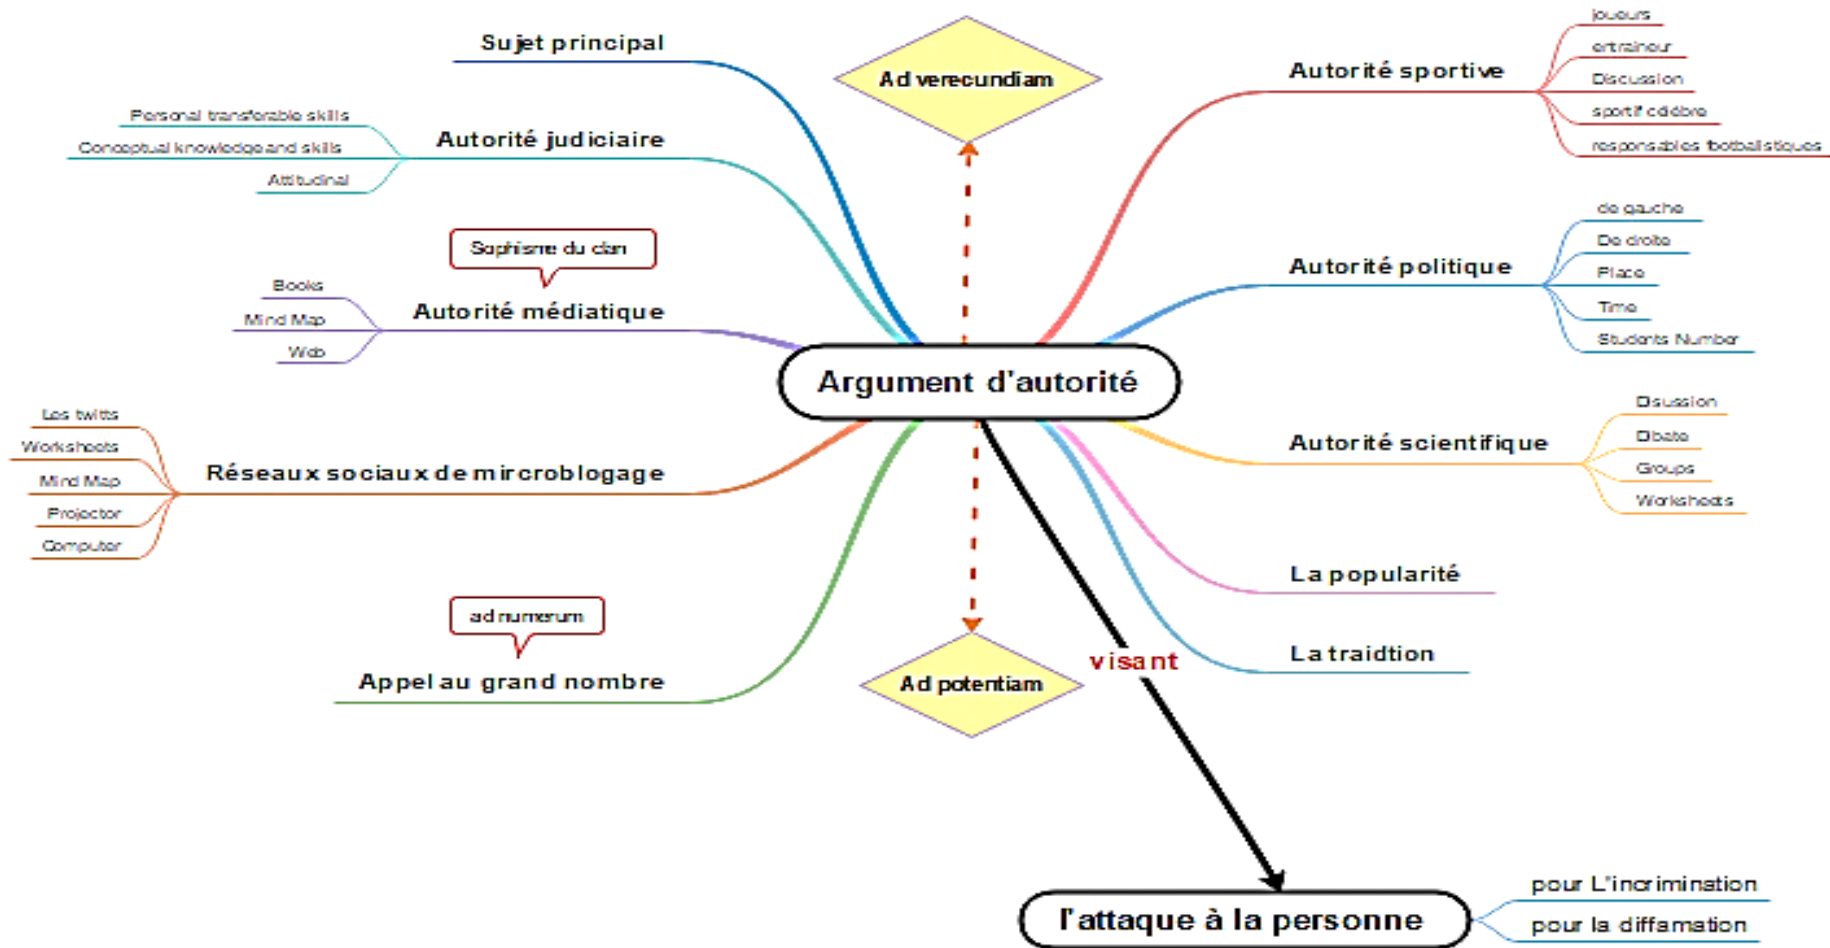 Sujet principal
Autorité judiciaire
Personal transferable skills
Conceptual knowledge and skills
Attitudinal
Sophisme du clan
Autorité médiatique
Books
Mind Map
Web
Réseaux sociaux de mircroblogage
Les twitts
Worksheets
Mind Map
Projector
Computer
ad numerum
Appel au grand nombre
Ad verecundiam
Argument d'autorité
Ad potentiam
visant
Autorité sportive
joueurs
entraineur
Discussion
sportif célèbre
responsables footbalistiques
Autorité politique
de gauche
De droite
Place
Time
Students Number
Autorité scientifique
Disussion
Dbate
Groups
Worksheets
La popularité
La traidtion
l'attaque à la personne
pour L'incrimination
pour la diffamation